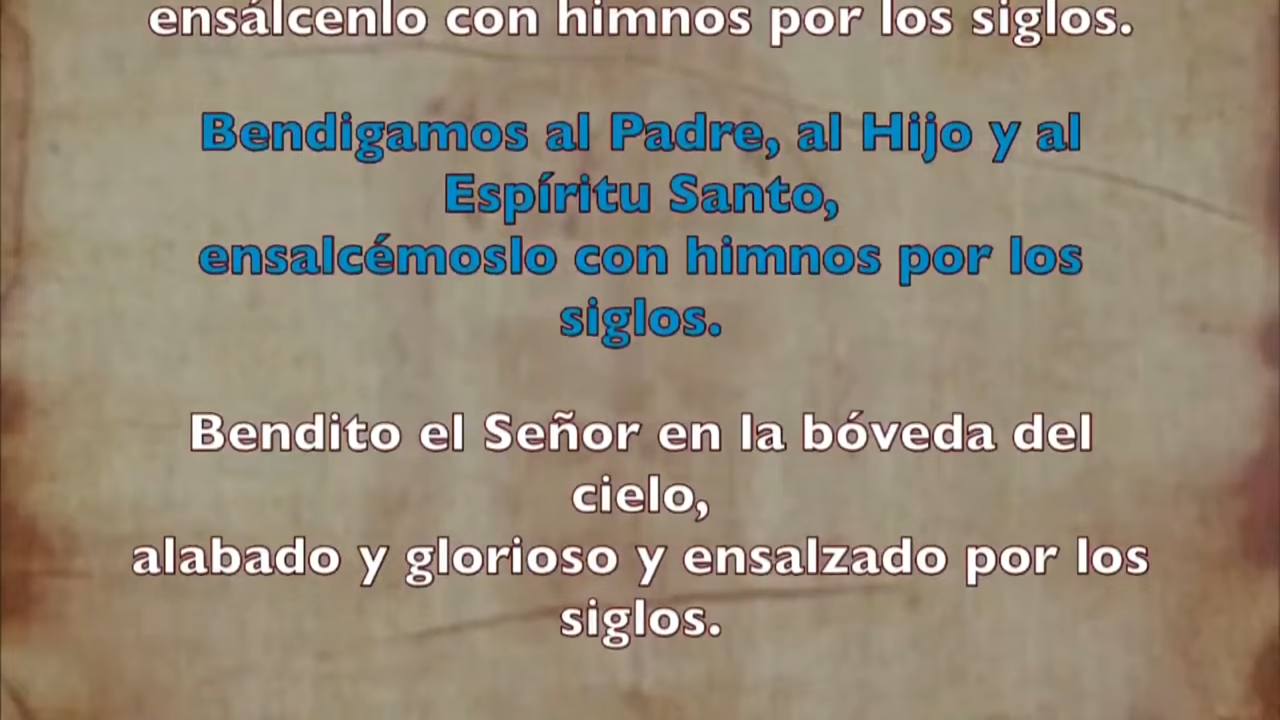 ensálcenlo con himnos por los siglos.
Bendigamos al Padre, al Hijo y al
Espíritu Santo,
ensalcémoslo con himnos por los
siglos.
Bendito el Señor en la bóveda del
cielo,
alabado y glorioso y ensalzado por los
siglos.